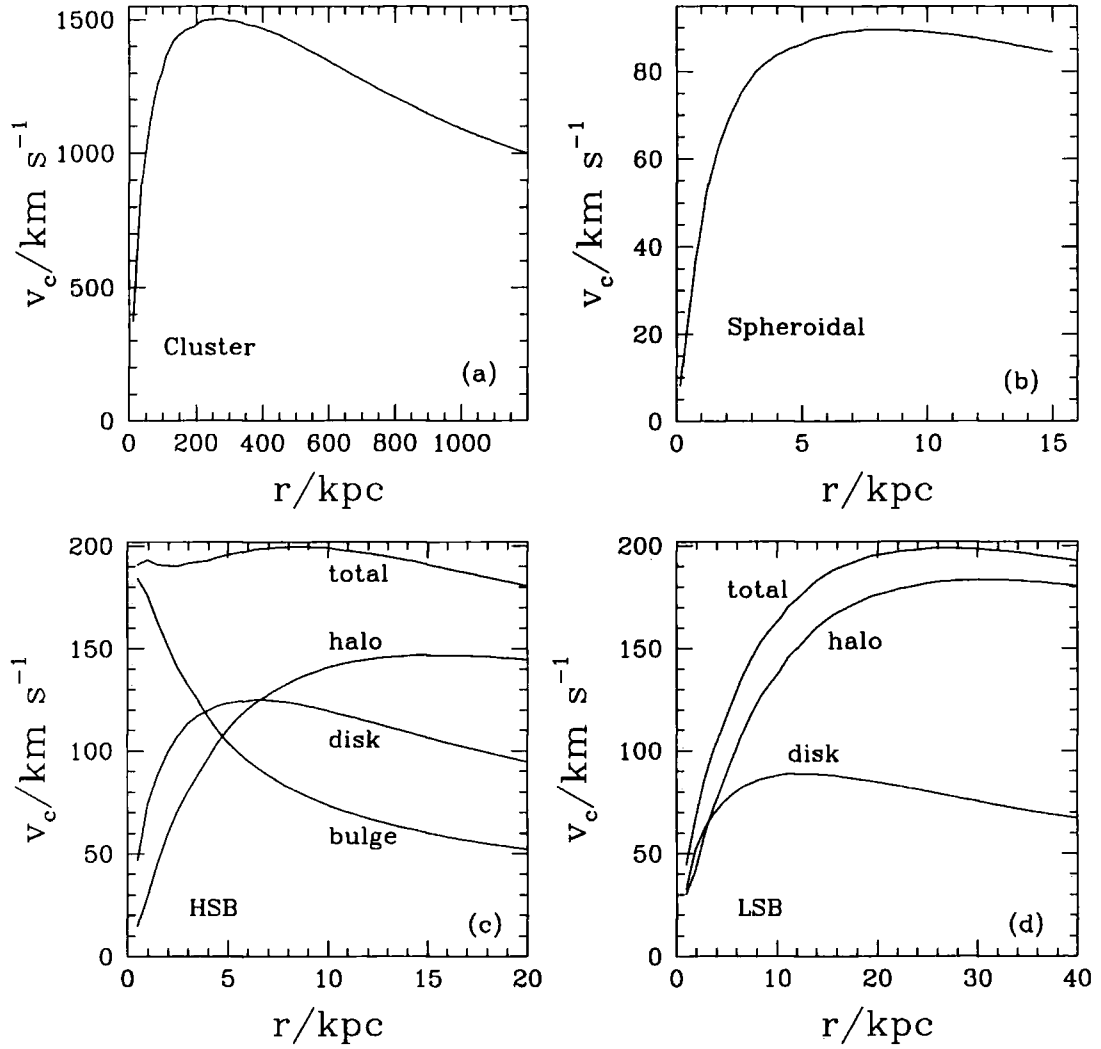 1500
1000
500
0
v_c/km s^-1
Cluster
(a)
0 200 400 600 800 1000
r/kpc
80
60
40
20
0
v_c/km s^-1
Spheroidal
(b)
0 5 10 15
r/kpc
200
150
100
50
0
v_c/km s^-1
total
halo
disk
bulge
HSB
(c)
0 5 10 15 20
r/kpc
200
150
100
50
0
v_c/km s^-1
total
halo
disk
LSB
(d)
0 10 20 30 40
r/kpc